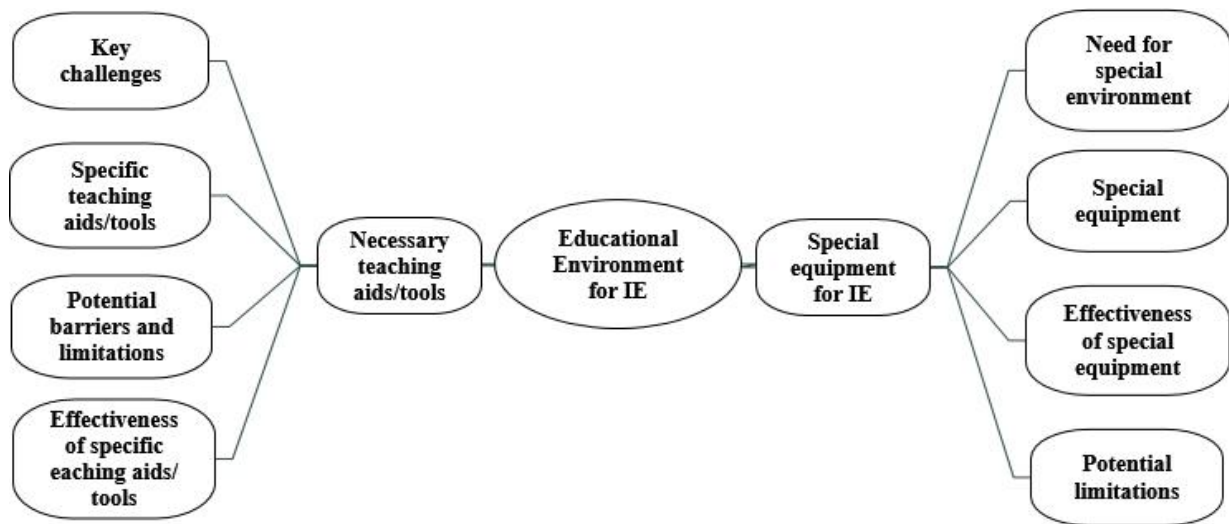 Key
challenges
Specific
teaching
aids/tools
Potential
barriers and
limitations
Effectiveness
of specific
eaching aids/
tools
Necessary
teaching
aids/tools
Educational
Environment
for IE
Special
equipment
for IE
Need for
special
environment
Special
equipment
Effectiveness
of special
equipment
Potential
limitations